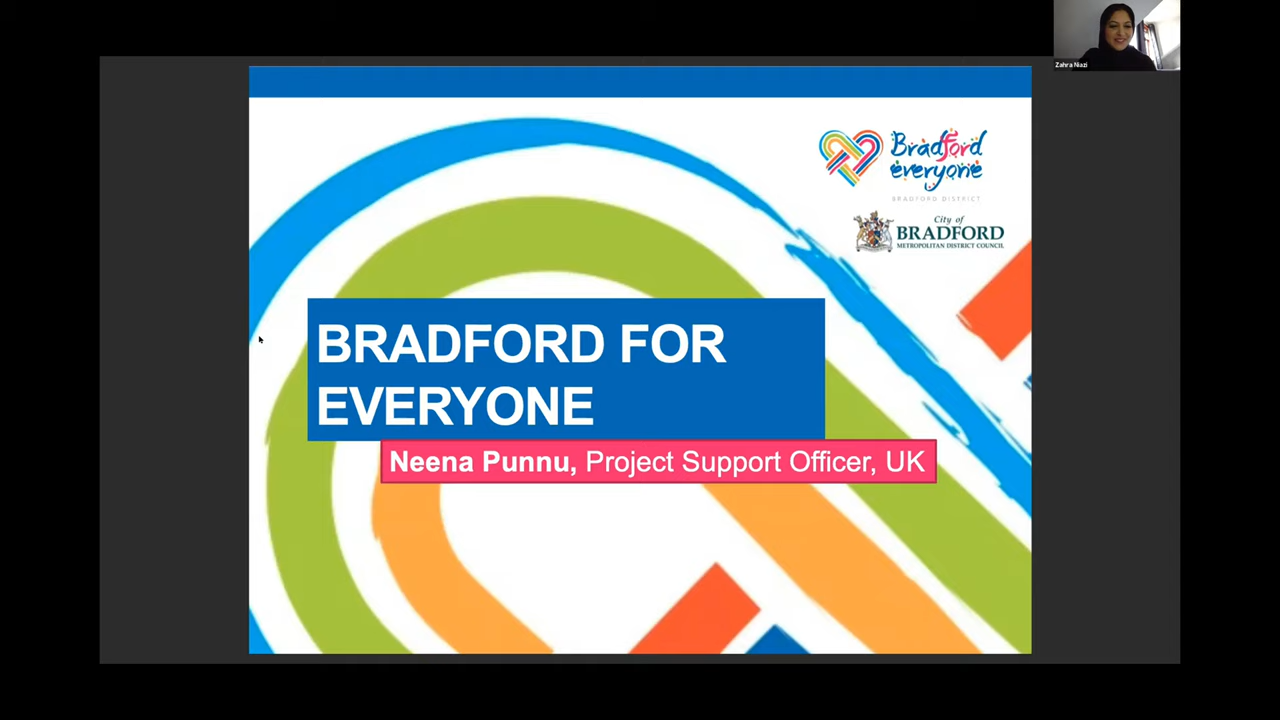 Zahra Niazi
Bradford
everyone
BRADFORD DISTRICT
City of
BRADFORD
METROPOLITAN DISTRICT COUNCIL
BRADFORD FOR
EVERYONE
Neena Punnu, Project Support Officer, UK